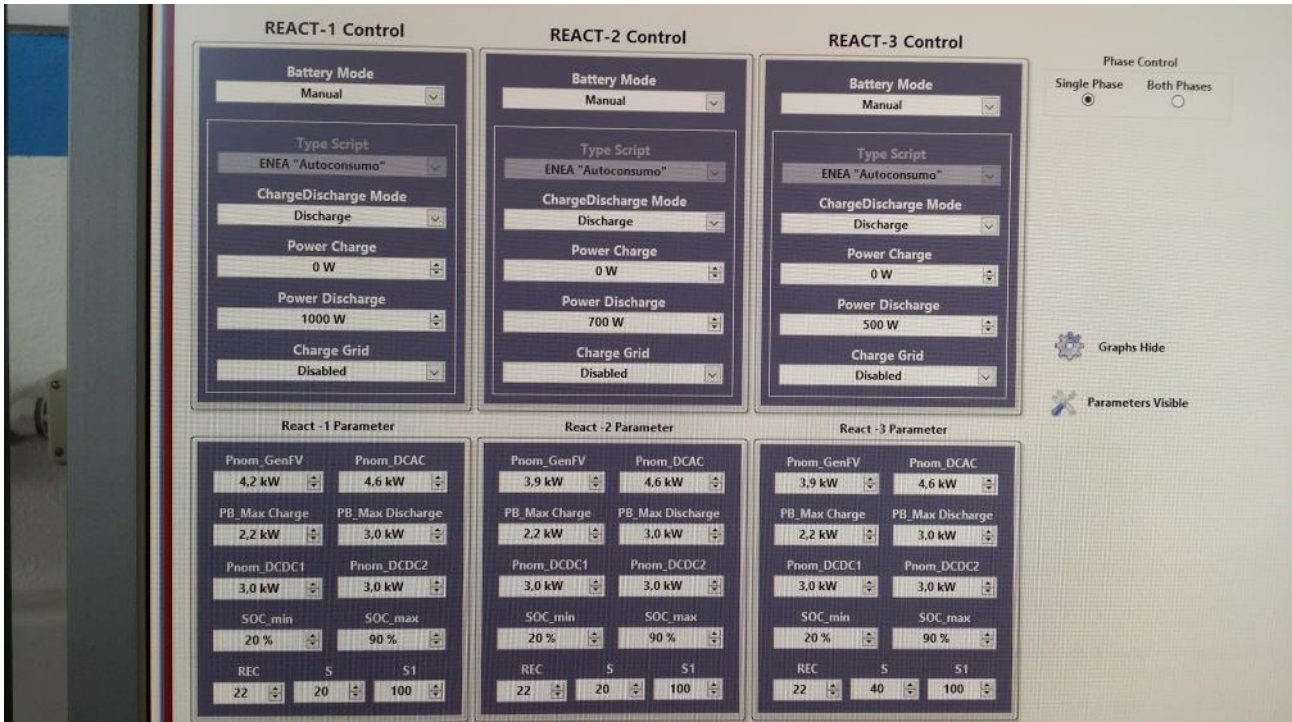 REACT-1 Control
Battery Mode
Manual
Type Script
ENEA "Autoconsumo"
ChargeDischarge Mode
Discharge
Power Charge
0 W
Power Discharge
1000 W
Charge Grid
Disabled
REACT-2 Control
Battery Mode
Manual
Type Script
ENEA "Autoconsumo"
ChargeDischarge Mode
Discharge
Power Charge
0 W
Power Discharge
700 W
Charge Grid
Disabled
REACT-3 Control
Battery Mode
Manual
Type Script
ENEA "Autoconsumo"
ChargeDischarge Mode
Discharge
Power Charge
0 W
Power Discharge
500 W
Charge Grid
Disabled
Phase Control
Single Phase Both Phases
Graphs Hide
Parameters Visible
React -1 Parameter
Pnom_GenFV Pnom_DCAC
4,2 kW 4,6 kW
PB_Max Charge PB_Max Discharge
2,2 kW 3,0 kW
Pnom_DCDC1 Pnom_DCDC2
3,0 kW 3,0 kW
SOC_min SOC_max
20 % 90 %
REC S S1
22 20 100
React -2 Parameter
Pnom_GenFV Pnom_DCAC
3,9 kW 4,6 kW
PB_Max Charge PB_Max Discharge
2,2 kW 3,0 kW
Pnom_DCDC1 Pnom_DCDC2
3,0 kW 3,0 kW
SOC_min SOC_max
20 % 90 %
REC S S1
22 20 100
React -3 Parameter
Pnom_GenFV Pnom_DCAC
3,9 kW 4,6 kW
PB_Max Charge PB_Max Discharge
2,2 kW 3,0 kW
Pnom_DCDC1 Pnom_DCDC2
3,0 kW 3,0 kW
SOC_min SOC_max
20 % 90 %
REC S S1
22 40 100